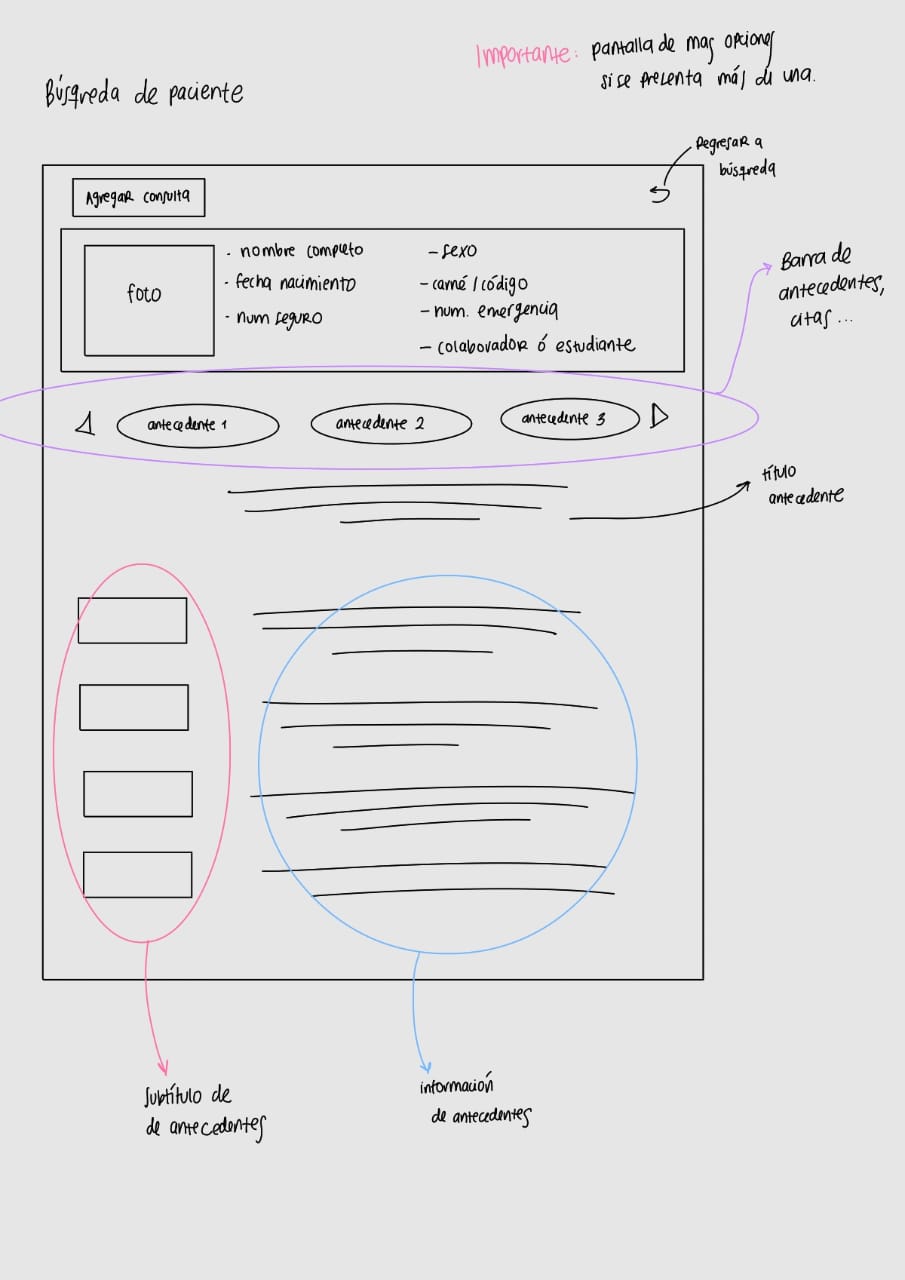 Importante: pantalla de mas opciones
si se presenta más de una.
Búsqueda de paciente
Regresar a
búsqueda
Agregar consulta
foto
- nombre completo
- fecha nacimiento
- num seguro
- sexo
- carné / código
- num. emergencia
- colaborador ó estudiante
Barra de
antecedentes,
citas ...
antecedente 1
antecedente 2
antecedente 3
título
antecedente
Subtítulo de
de antecedentes
información
de antecedentes